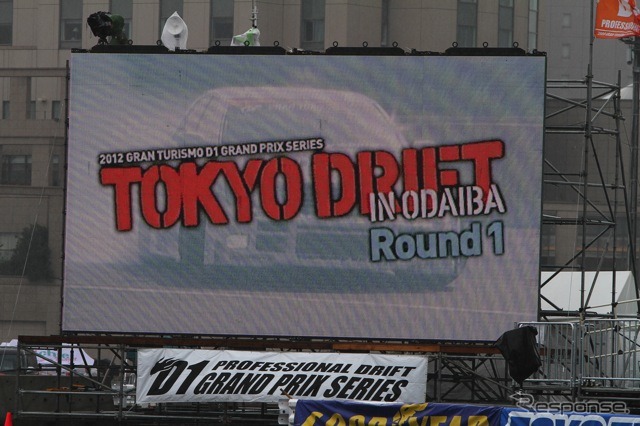 2012 GRAN TURISMO D1 GRAND PRIX SERIES
TOKYO DRIFT
IN ODAIBA
Round 1
D1 PROFESSIONAL DRIFT
GRAND PRIX SERIES
GOODYEAR
Response.